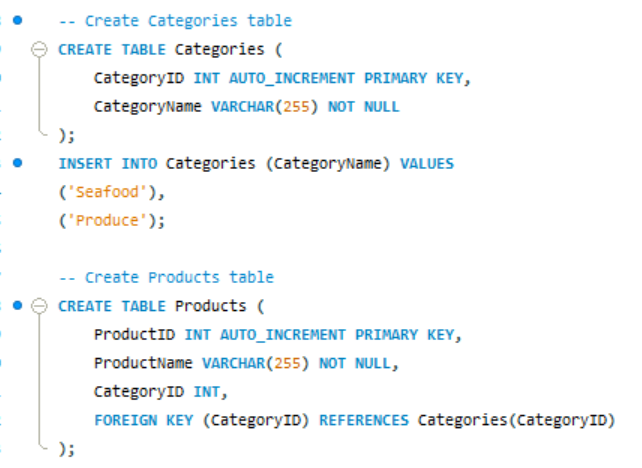 -- Create Categories table
CREATE TABLE Categories (
CategoryID INT AUTO_INCREMENT PRIMARY KEY,
CategoryName VARCHAR(255) NOT NULL
);
INSERT INTO Categories (CategoryName) VALUES
('Seafood'),
('Produce');
-- Create Products table
CREATE TABLE Products (
ProductID INT AUTO_INCREMENT PRIMARY KEY,
ProductName VARCHAR(255) NOT NULL,
CategoryID INT,
FOREIGN KEY (CategoryID) REFERENCES Categories(CategoryID)
);